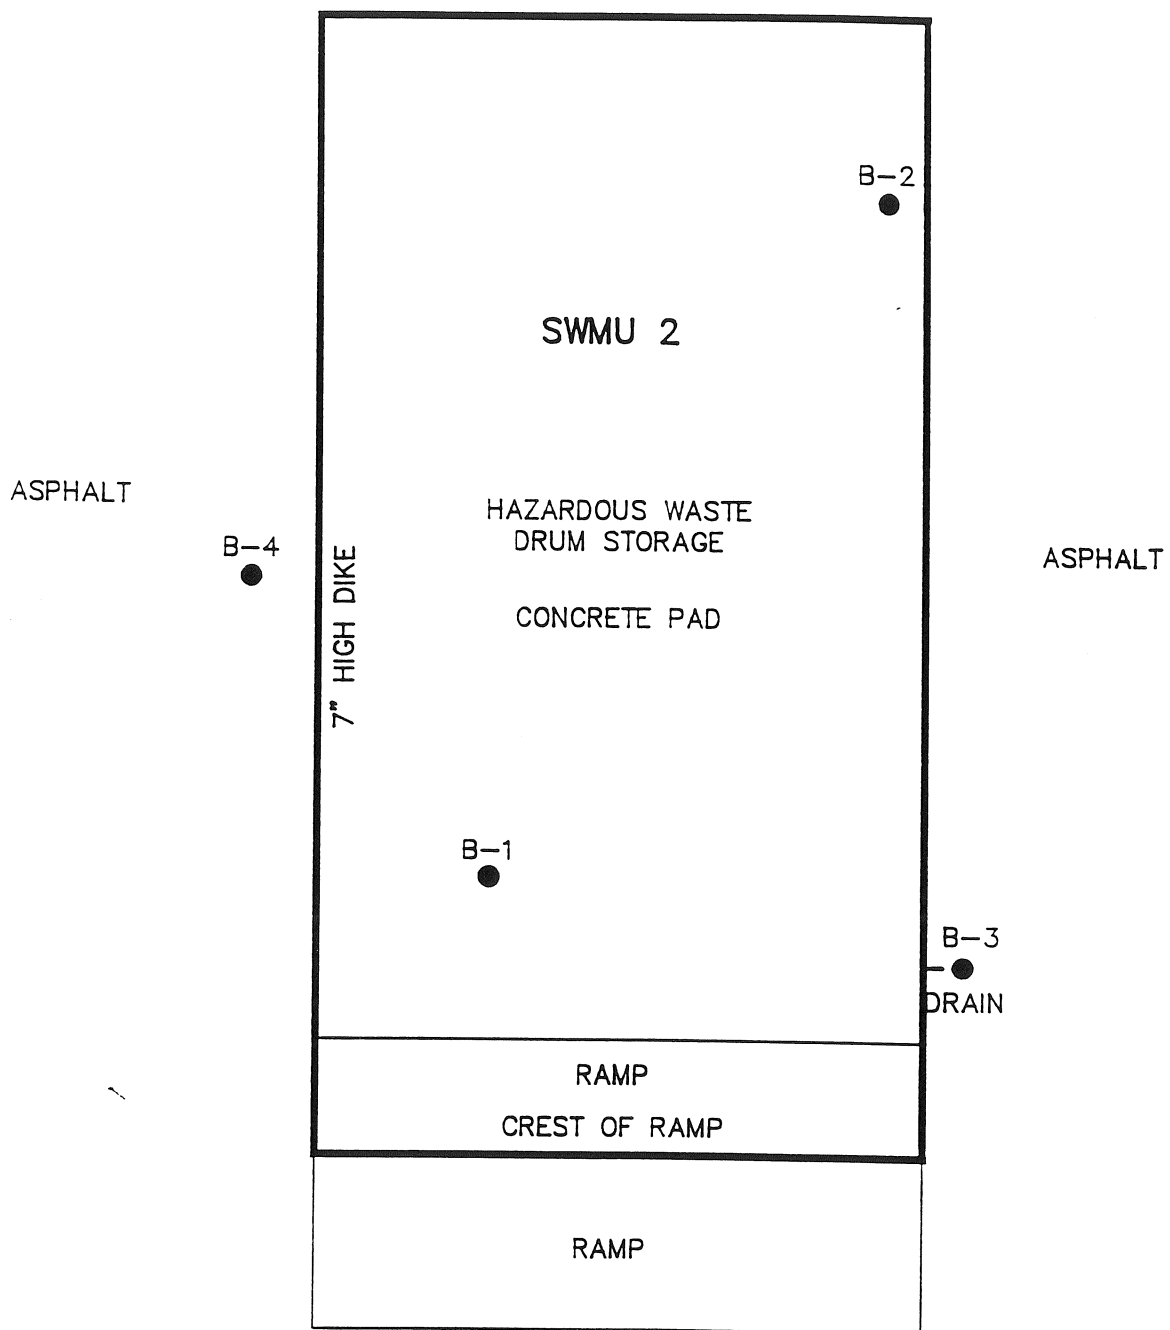 B-2
SWMU 2
ASPHALT
HAZARDOUS WASTE
DRUM STORAGE
B-4
ASPHALT
CONCRETE PAD
7" HIGH DIKE
B-1
B-3
DRAIN
RAMP
CREST OF RAMP
RAMP